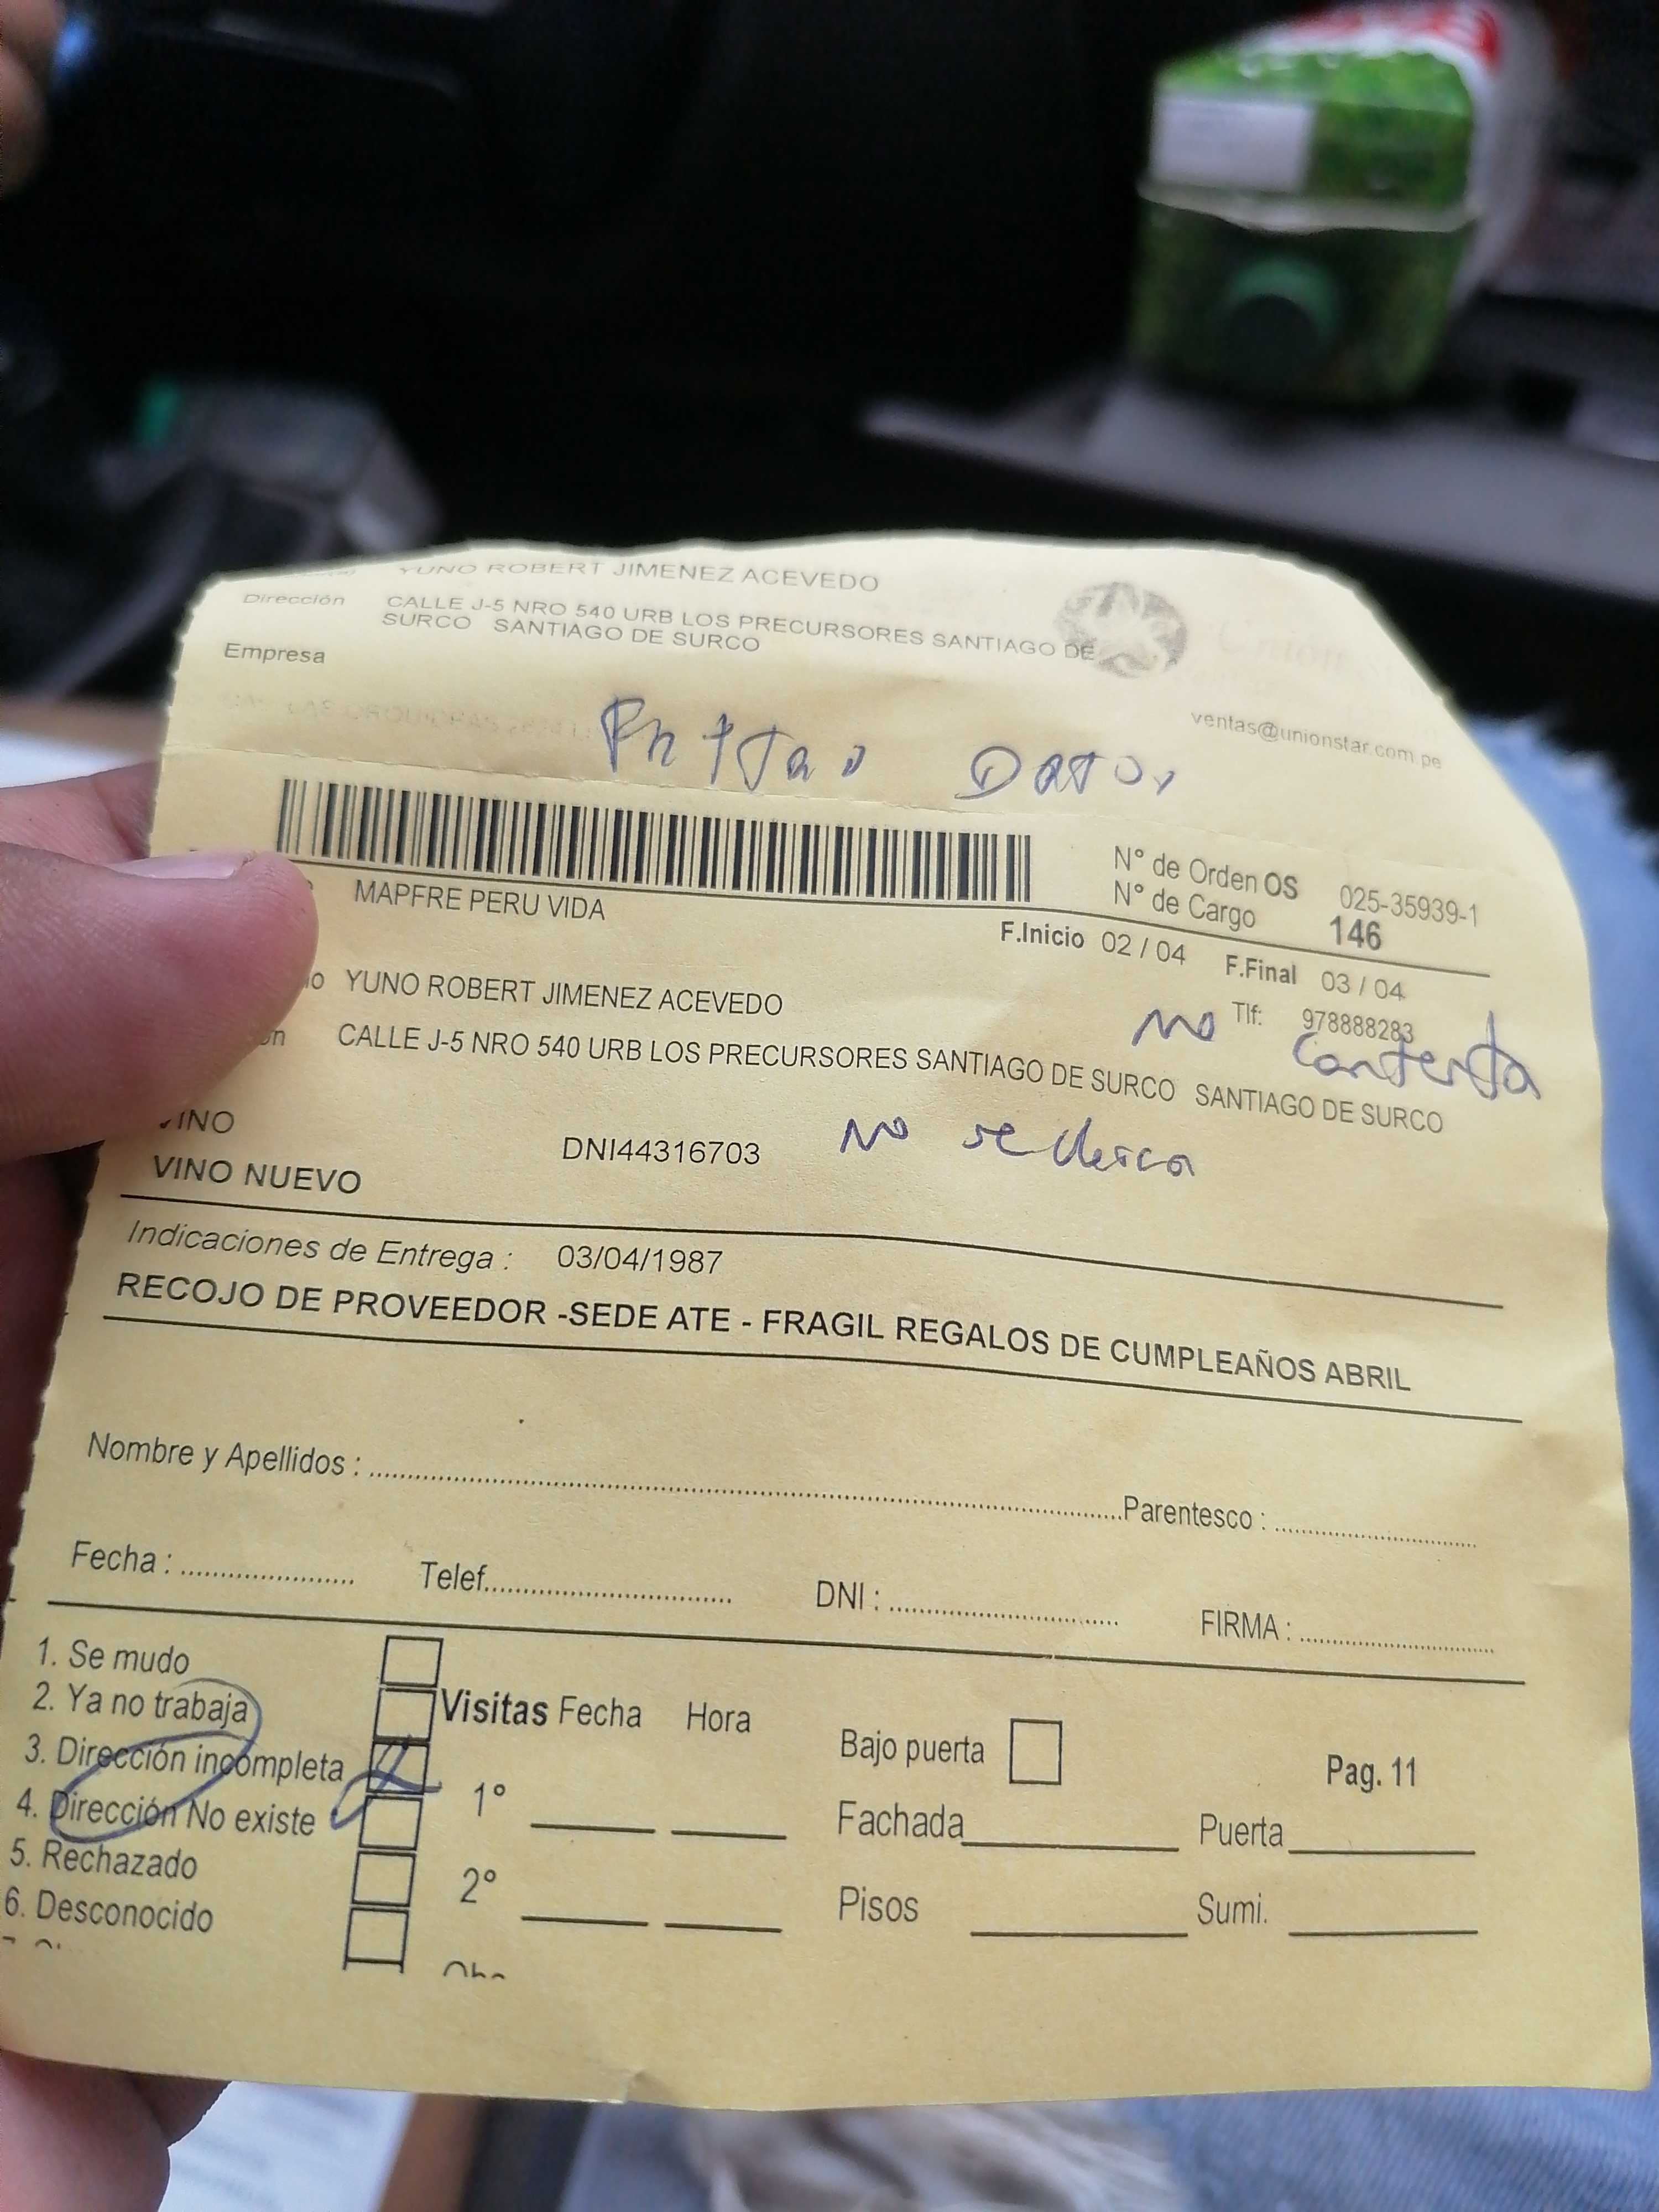 YUNO ROBERT JIMENEZ ACEVEDO
Dirección CALLE J-5 NRO 540 URB LOS PRECURSORES SANTIAGO DE
SURCO SANTIAGO DE SURCO
Empresa
ventas@unionstar.com.pe
Datos
N° de Orden OS 025-35939-1
N° de Cargo 146
MAPFRE PERU VIDA
F.Inicio 02 / 04 F.Final 03 / 04
YUNO ROBERT JIMENEZ ACEVEDO
Tlf: 978888283
no contesta
CALLE J-5 NRO 540 URB LOS PRECURSORES SANTIAGO DE SURCO SANTIAGO DE SURCO
VINO
DNI44316703
No se
VINO NUEVO
Indicaciones de Entrega : 03/04/1987
RECOJO DE PROVEEDOR -SEDE ATE - FRAGIL REGALOS DE CUMPLEAÑOS ABRIL
Nombre y Apellidos : Parentesco :
Fecha : Telef. DNI : FIRMA :
1. Se mudo
2. Ya no trabaja
3. Dirección incompleta
4. Dirección No existe
5. Rechazado
6. Desconocido
Visitas Fecha Hora
1°
2°
Bajo puerta
Pag. 11
Fachada Puerta
Pisos Sumi.